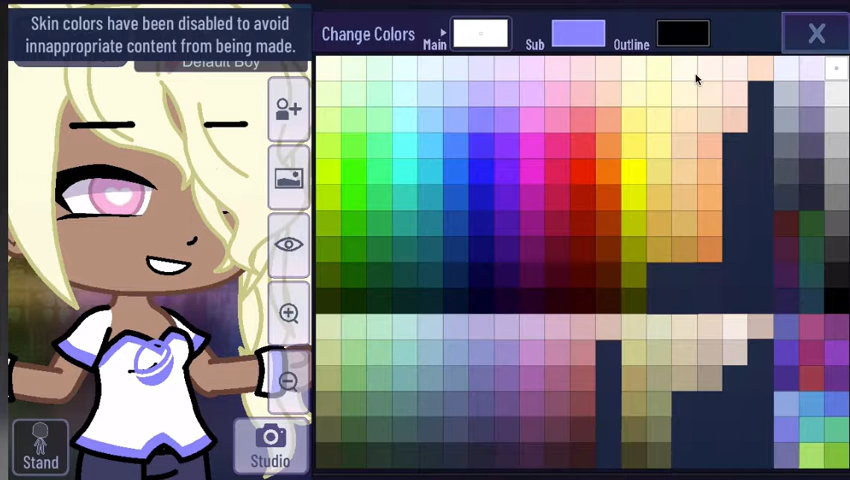 Skin colors have been disabled to avoid
innappropriate content from being made.
Default Boy
Change Colors
Main
Sub
Outline
X
Stand
Studio